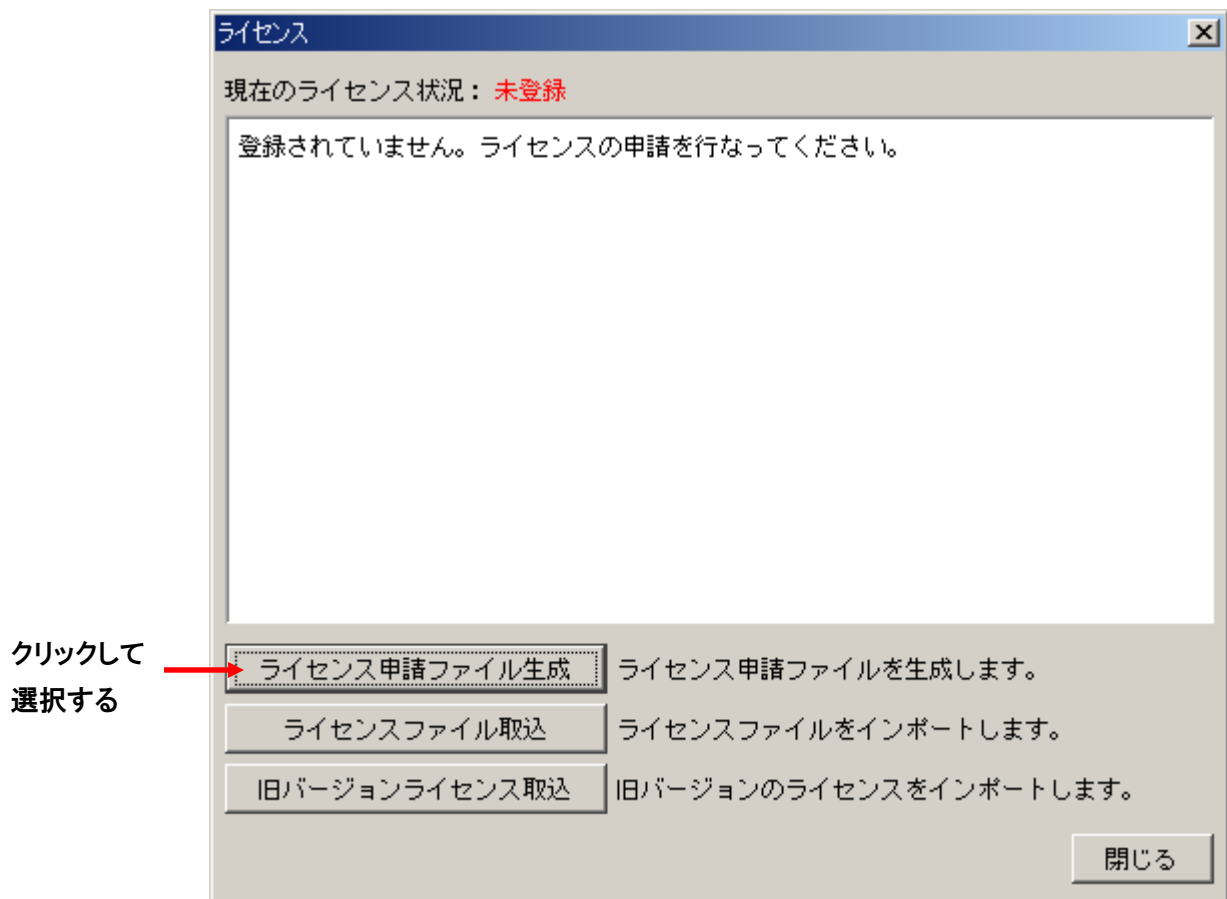 ライセンス
現在のライセンス状況： 未登録
登録されていません。ライセンスの申請を行なってください。
クリックして
選択する
ライセンス申請ファイル生成 ライセンス申請ファイルを生成します。
ライセンスファイル取込 ライセンスファイルをインポートします。
旧バージョンライセンス取込 旧バージョンのライセンスをインポートします。
閉じる